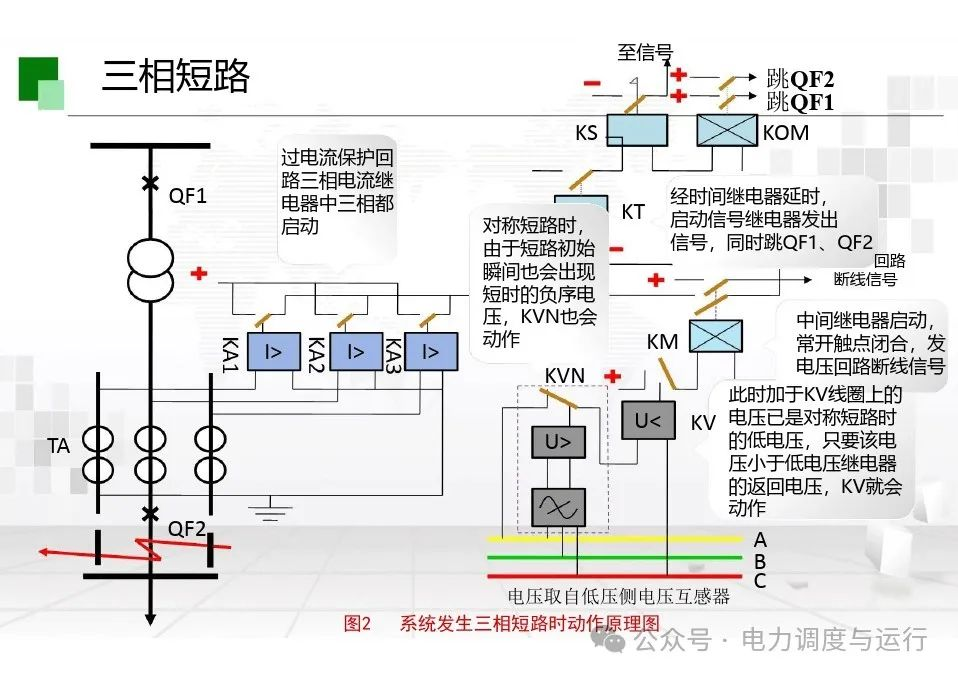 三相短路
至信号
跳QF2
跳QF1
KS
KOM
QF1
过电流保护回
路三相电流继
电器中三相都
启动
KT
经时间继电器延时，
启动信号继电器发出
信号，同时跳QF1、QF2
对称短路时，
由于短路初始
瞬间也会出现
短时的负序电
压，KVN也会
动作
回路
断线信号
KA1
I>
KA2
I>
KA3
I>
KM
中间继电器启动，
常开触点闭合，发
电压回路断线信号
KVN
U>
U<
KV
此时加于KV线圈上的
电压已是对称短路时
的低电压，只要该电
压小于低电压继电器
的返回电压，KV就会
动作
TA
QF2
A
B
C
电压取自低压侧电压互感器
图2 系统发生三相短路时动作原理图
公众号·电力调度与运行